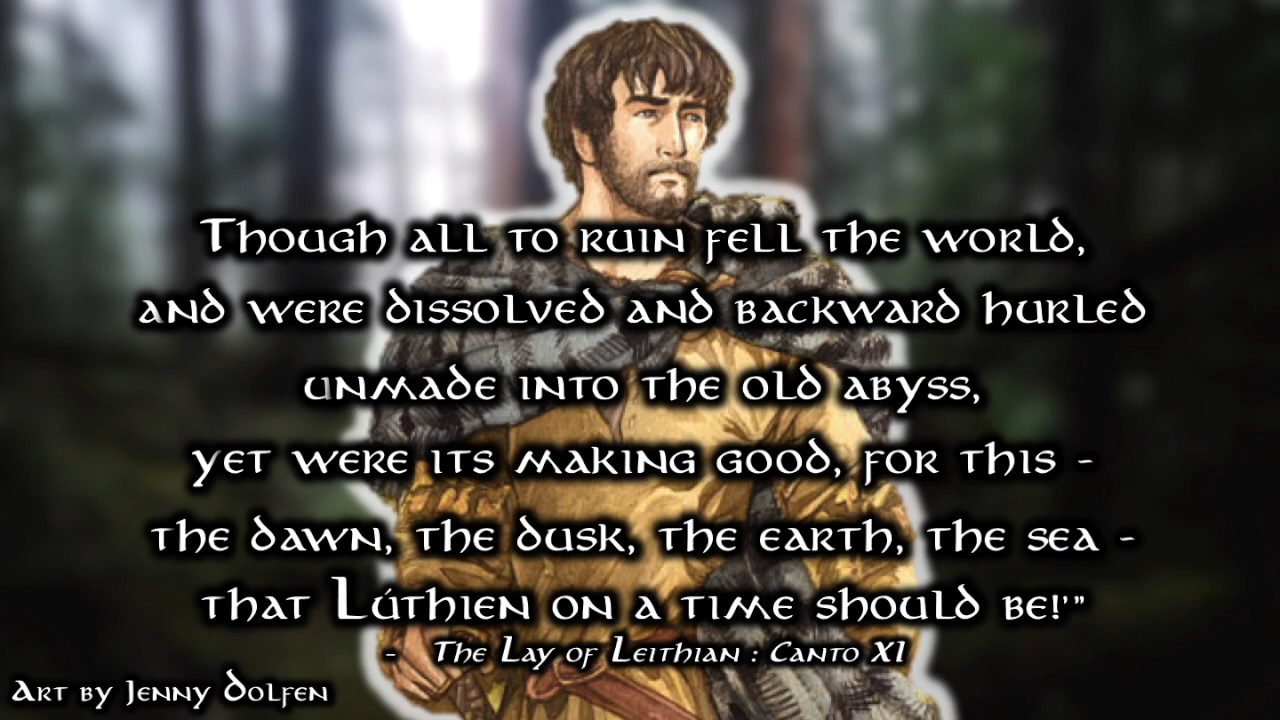 Though all to ruin fell the world,
and were dissolved and backward hurled
unmade into the old abyss,
yet were its making good, for this -
the dawn, the dusk, the earth, the sea -
that Lúthien on a time should be!'"
- The Lay of Leithian : Canto XI
Art by Jenny Dolfen